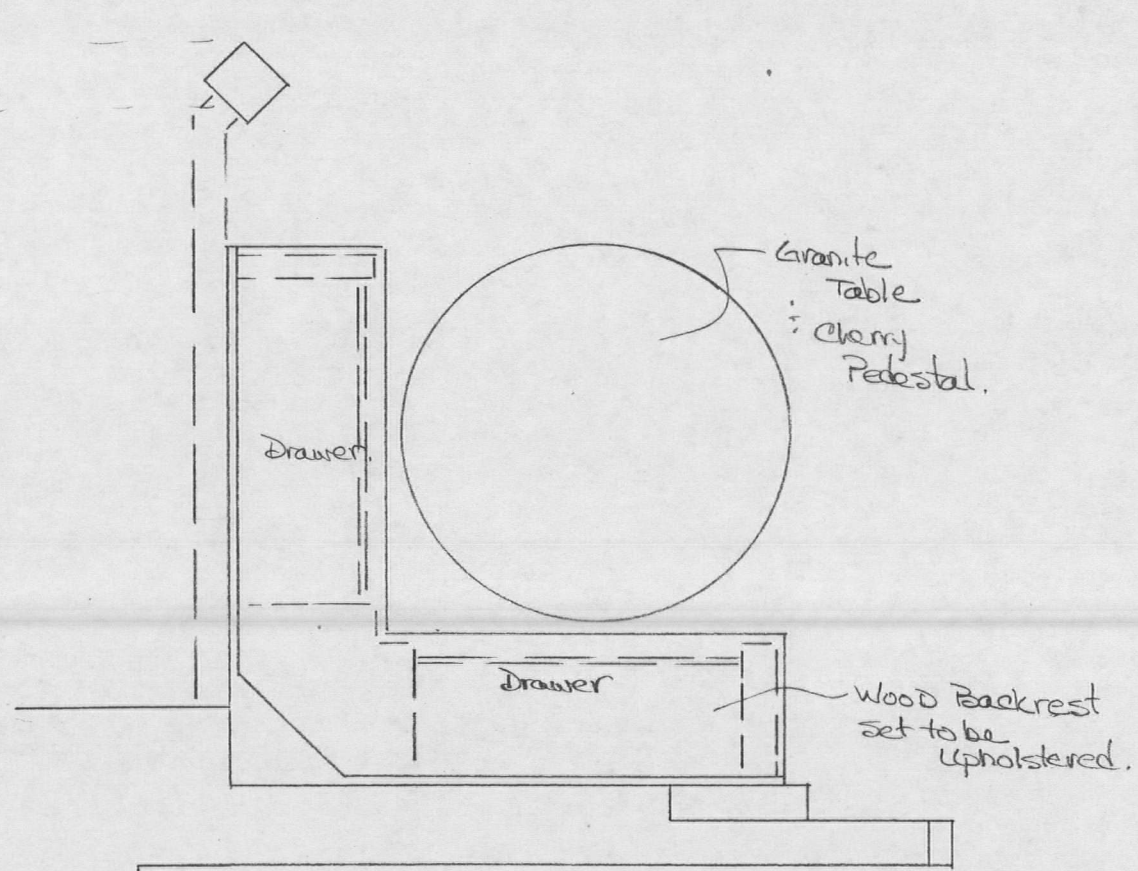 Granite
Table
: Cherry
Pedestal.
Drawer.
Drawer
WOOD Backrest
set to be
Upholstered.